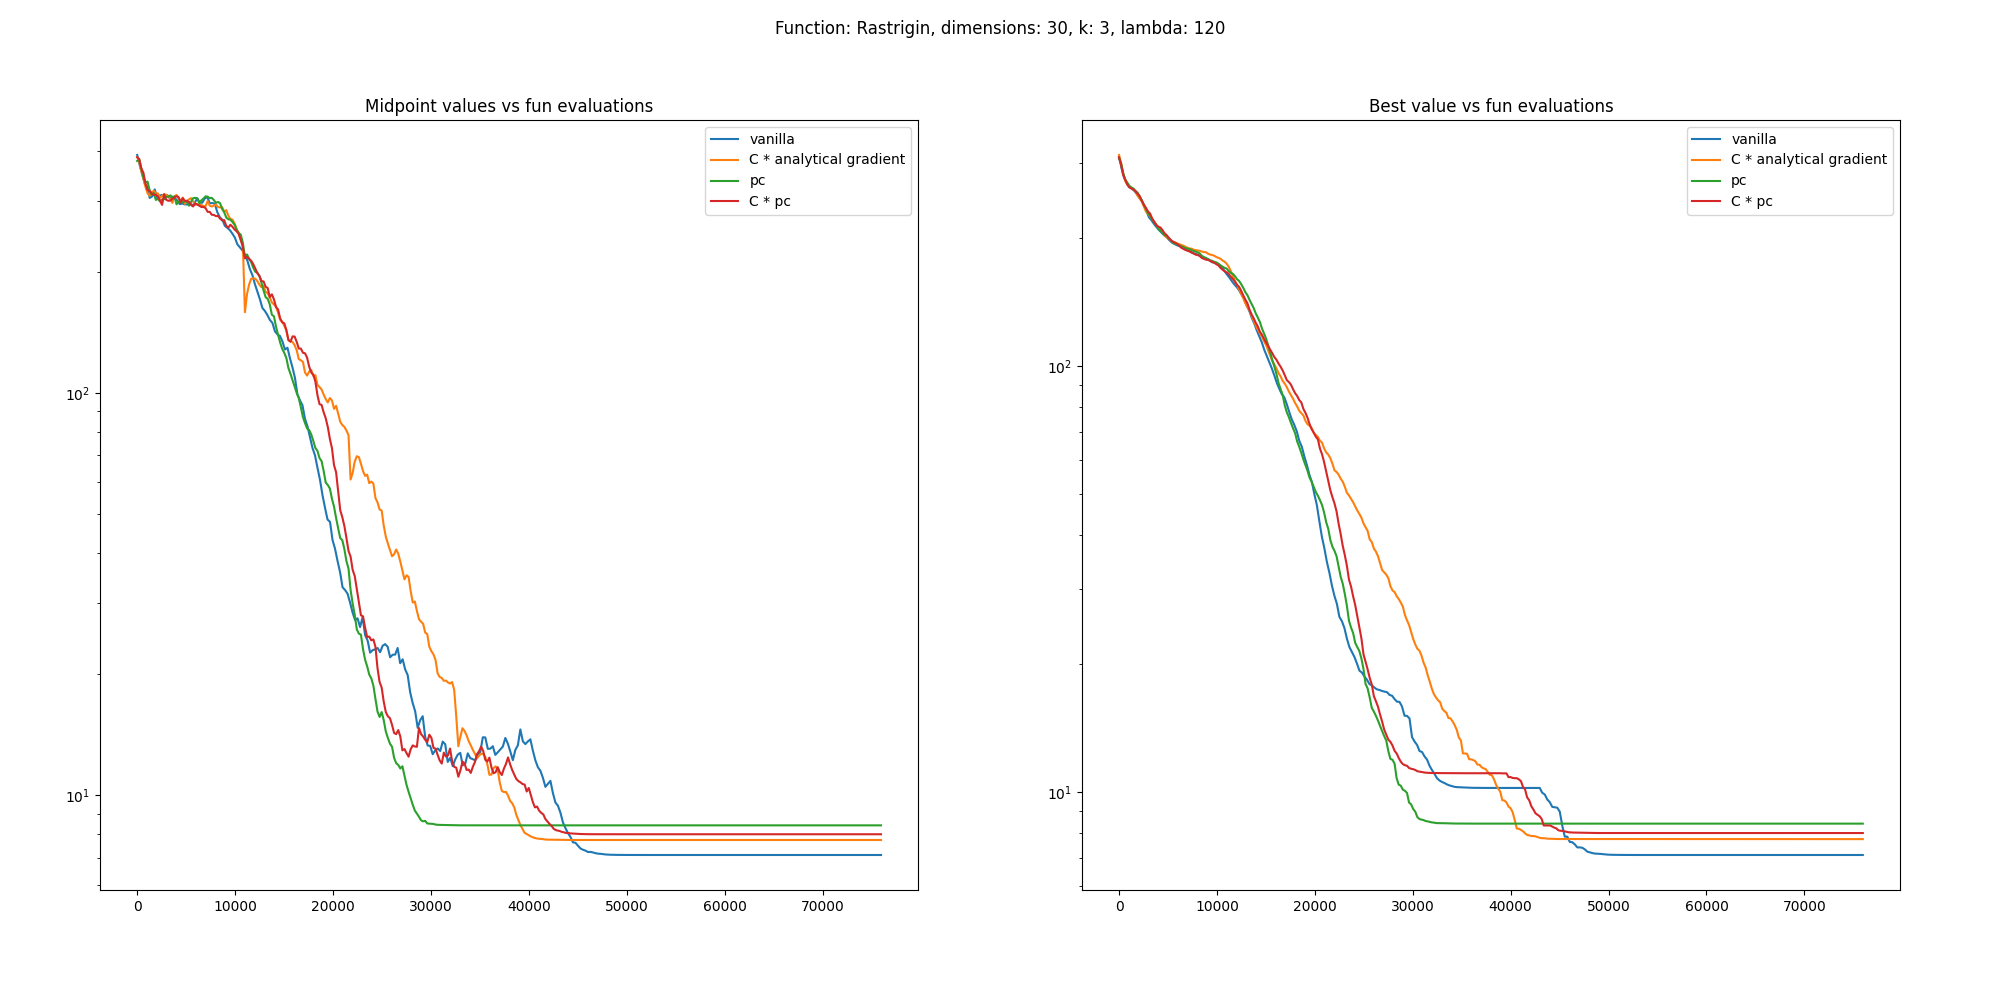 Function: Rastrigin, dimensions: 30, k: 3, lambda: 120
Midpoint values vs fun evaluations
vanilla
C * analytical gradient
pc
C * pc
10²
10¹
0 10000 20000 30000 40000 50000 60000 70000
Best value vs fun evaluations
vanilla
C * analytical gradient
pc
C * pc
10²
10¹
0 10000 20000 30000 40000 50000 60000 70000